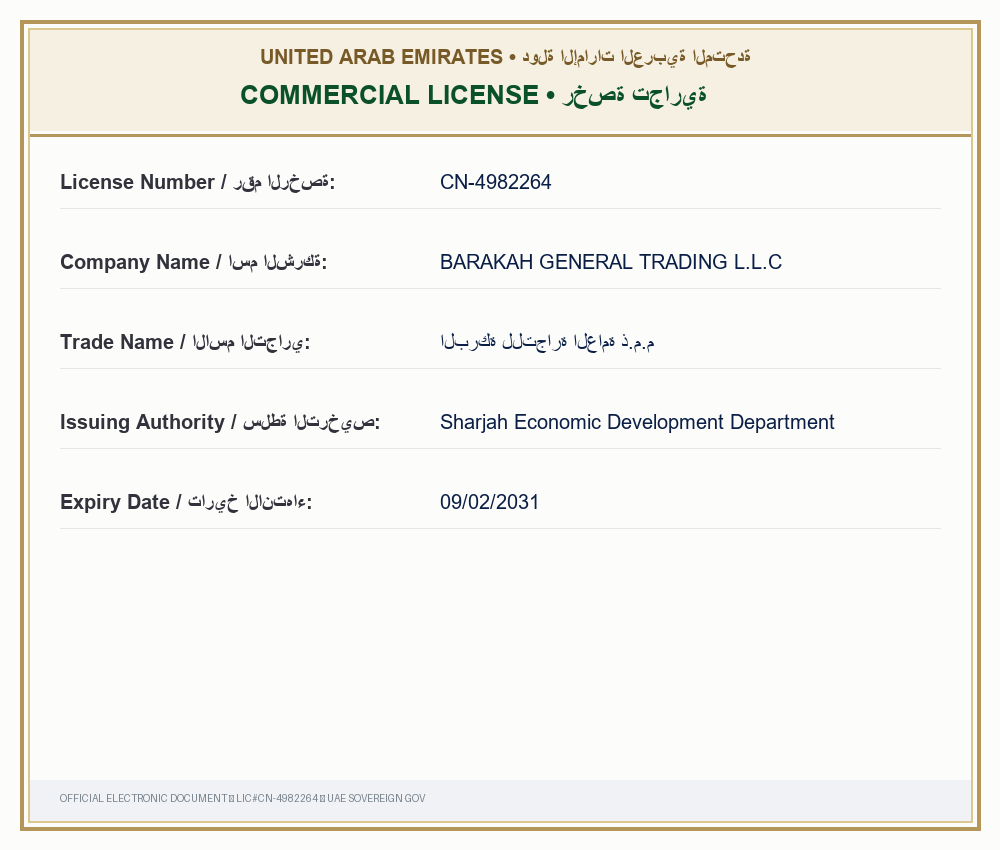 UNITED ARAB EMIRATES • دولة الإمارات العربية المتحدة
COMMERCIAL LICENSE • رخصة تجارية
License Number / رقم الرخصة: CN-4982264
Company Name / اسم الشركة: BARAKAH GENERAL TRADING L.L.C
Trade Name / الاسم التجاري: البركة للتجارة العامة ذ.م.م
Issuing Authority / سلطة الترخيص: Sharjah Economic Development Department
Expiry Date / تاريخ الانتهاء: 09/02/2031
OFFICIAL ELECTRONIC DOCUMENT LIC#CN-4982264 UAE SOVEREIGN GOV